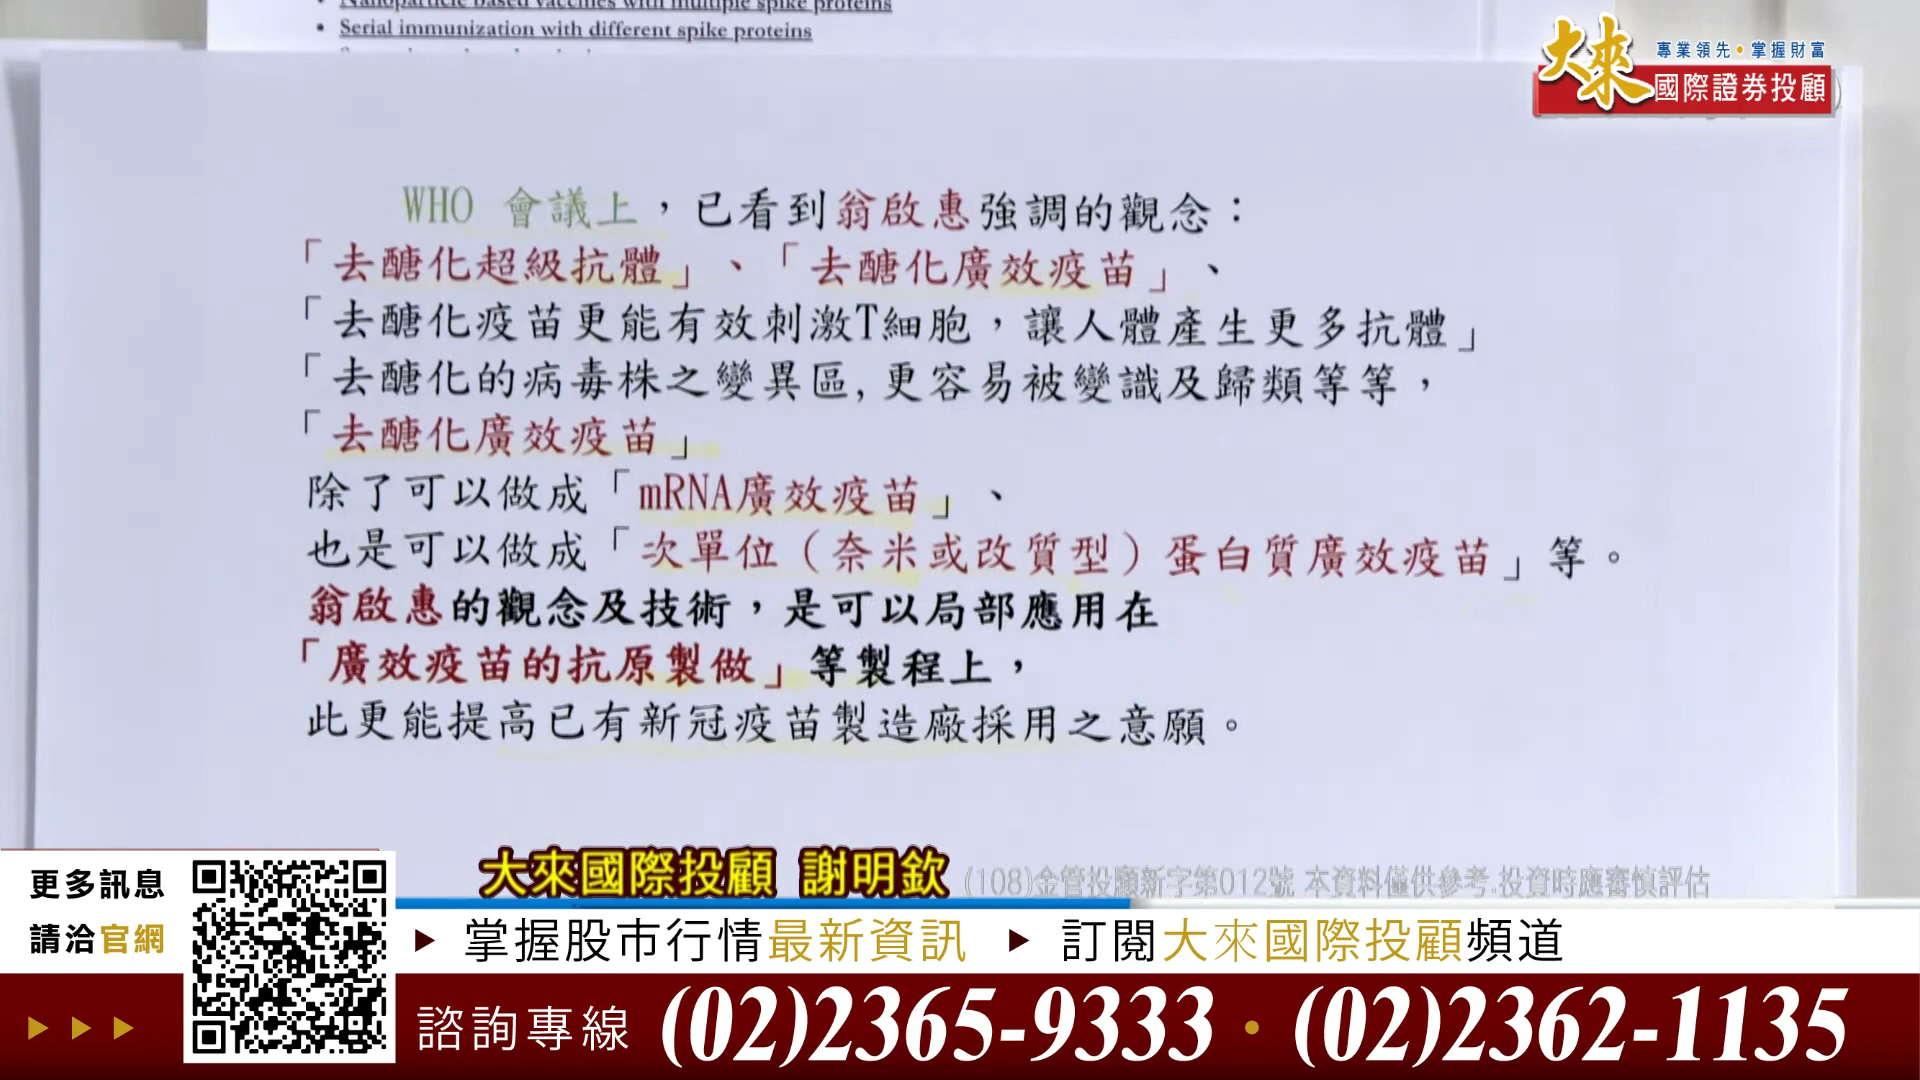 Nanoparticle based vaccines with multiple spike proteins
• Serial immunization with different spike proteins
大來
專業領先•掌握財富
國際證券投顧
WHO 會議上，已看到翁啟惠強調的觀念：
「去醣化超級抗體」、「去醣化廣效疫苗」、
「去醣化疫苗更能有效刺激T細胞，讓人體產生更多抗體」
「去醣化的病毒株之變異區,更容易被變識及歸類等等，
「去醣化廣效疫苗」
除了可以做成「mRNA廣效疫苗」、
也是可以做成「次單位（奈米或改質型）蛋白質廣效疫苗」等。
翁啟惠的觀念及技術，是可以局部應用在
「廣效疫苗的抗原製做」等製程上，
此更能提高已有新冠疫苗製造廠採用之意願。
大來國際投顧 謝明欽
(108)金管投顧新字第012號 本資料僅供參考.投資時應審慎評估
更多訊息
請洽官網
掌握股市行情最新資訊 訂閱大來國際投顧頻道
諮詢專線 (02)2365-9333•(02)2362-1135